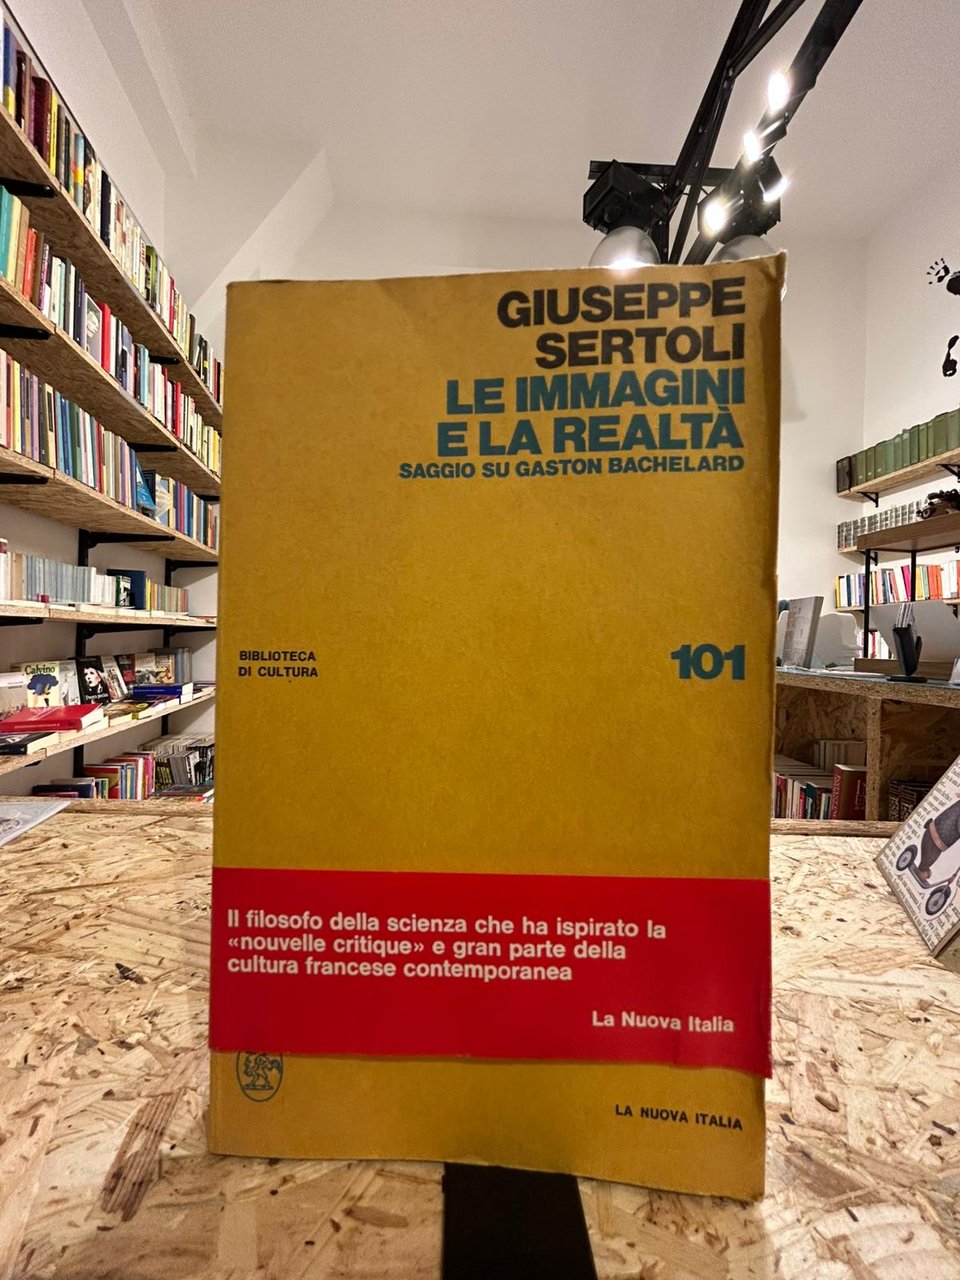 GIUSEPPE
SERTOLI
LE IMMAGINI
E LA REALTÀ
SAGGIO SU GASTON BACHELARD
BIBLIOTECA
DI CULTURA
101
Il filosofo della scienza che ha ispirato la
«nouvelle critique» e gran parte della
cultura francese contemporanea
La Nuova Italia
LA NUOVA ITALIA
Calvino